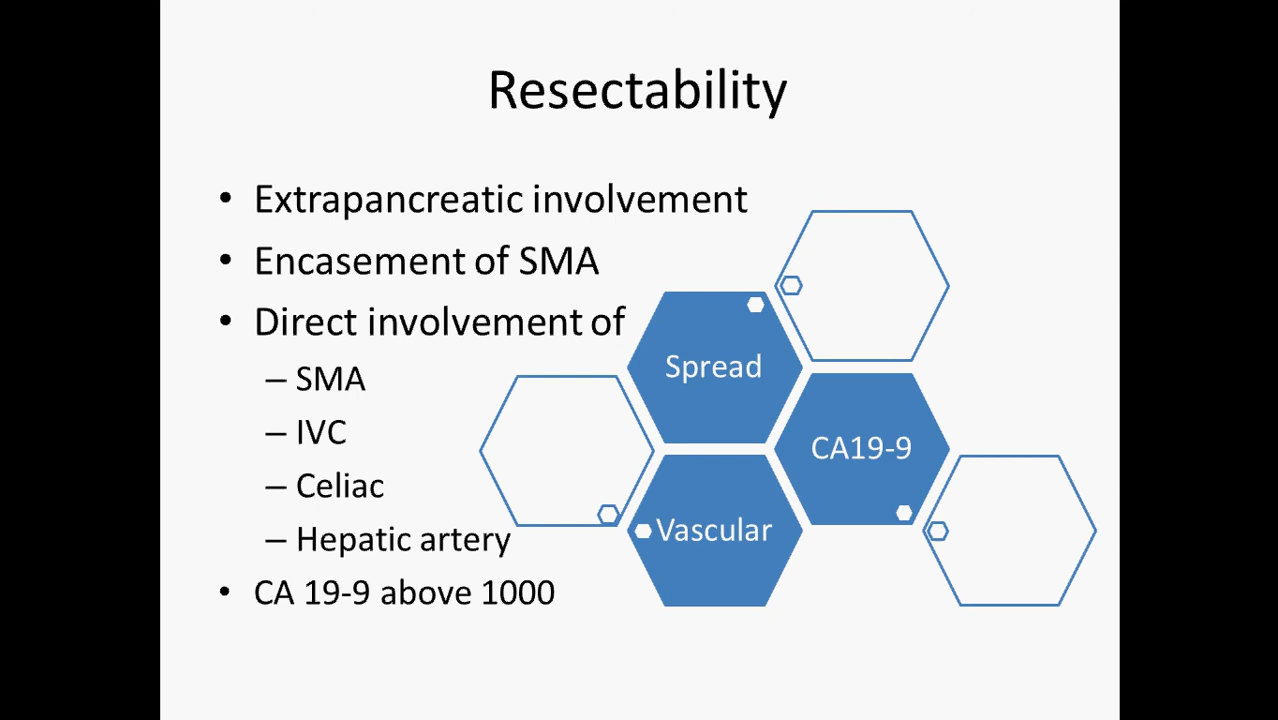 Resectability
• Extrapancreatic involvement
• Encasement of SMA
• Direct involvement of
– SMA
– IVC
– Celiac
– Hepatic artery
• CA 19-9 above 1000
Spread
CA19-9
Vascular